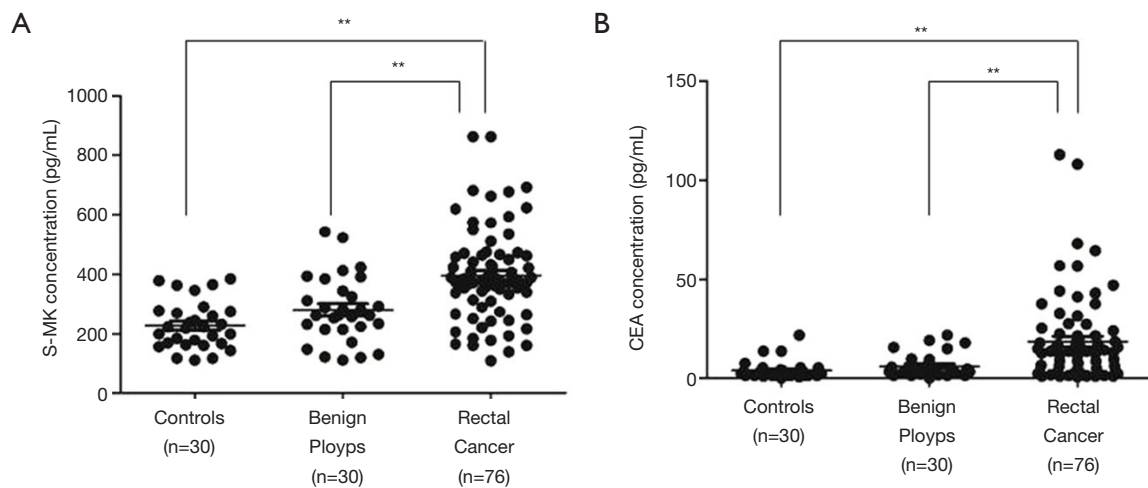 A
**
**
S-MK concentration (pg/mL)
1000
800
600
400
200
0
Controls
(n=30)
Benign
Ployps
(n=30)
Rectal
Cancer
(n=76)
B
**
**
CEA concentration (pg/mL)
150
100
50
0
Controls
(n=30)
Benign
Ployps
(n=30)
Rectal
Cancer
(n=76)